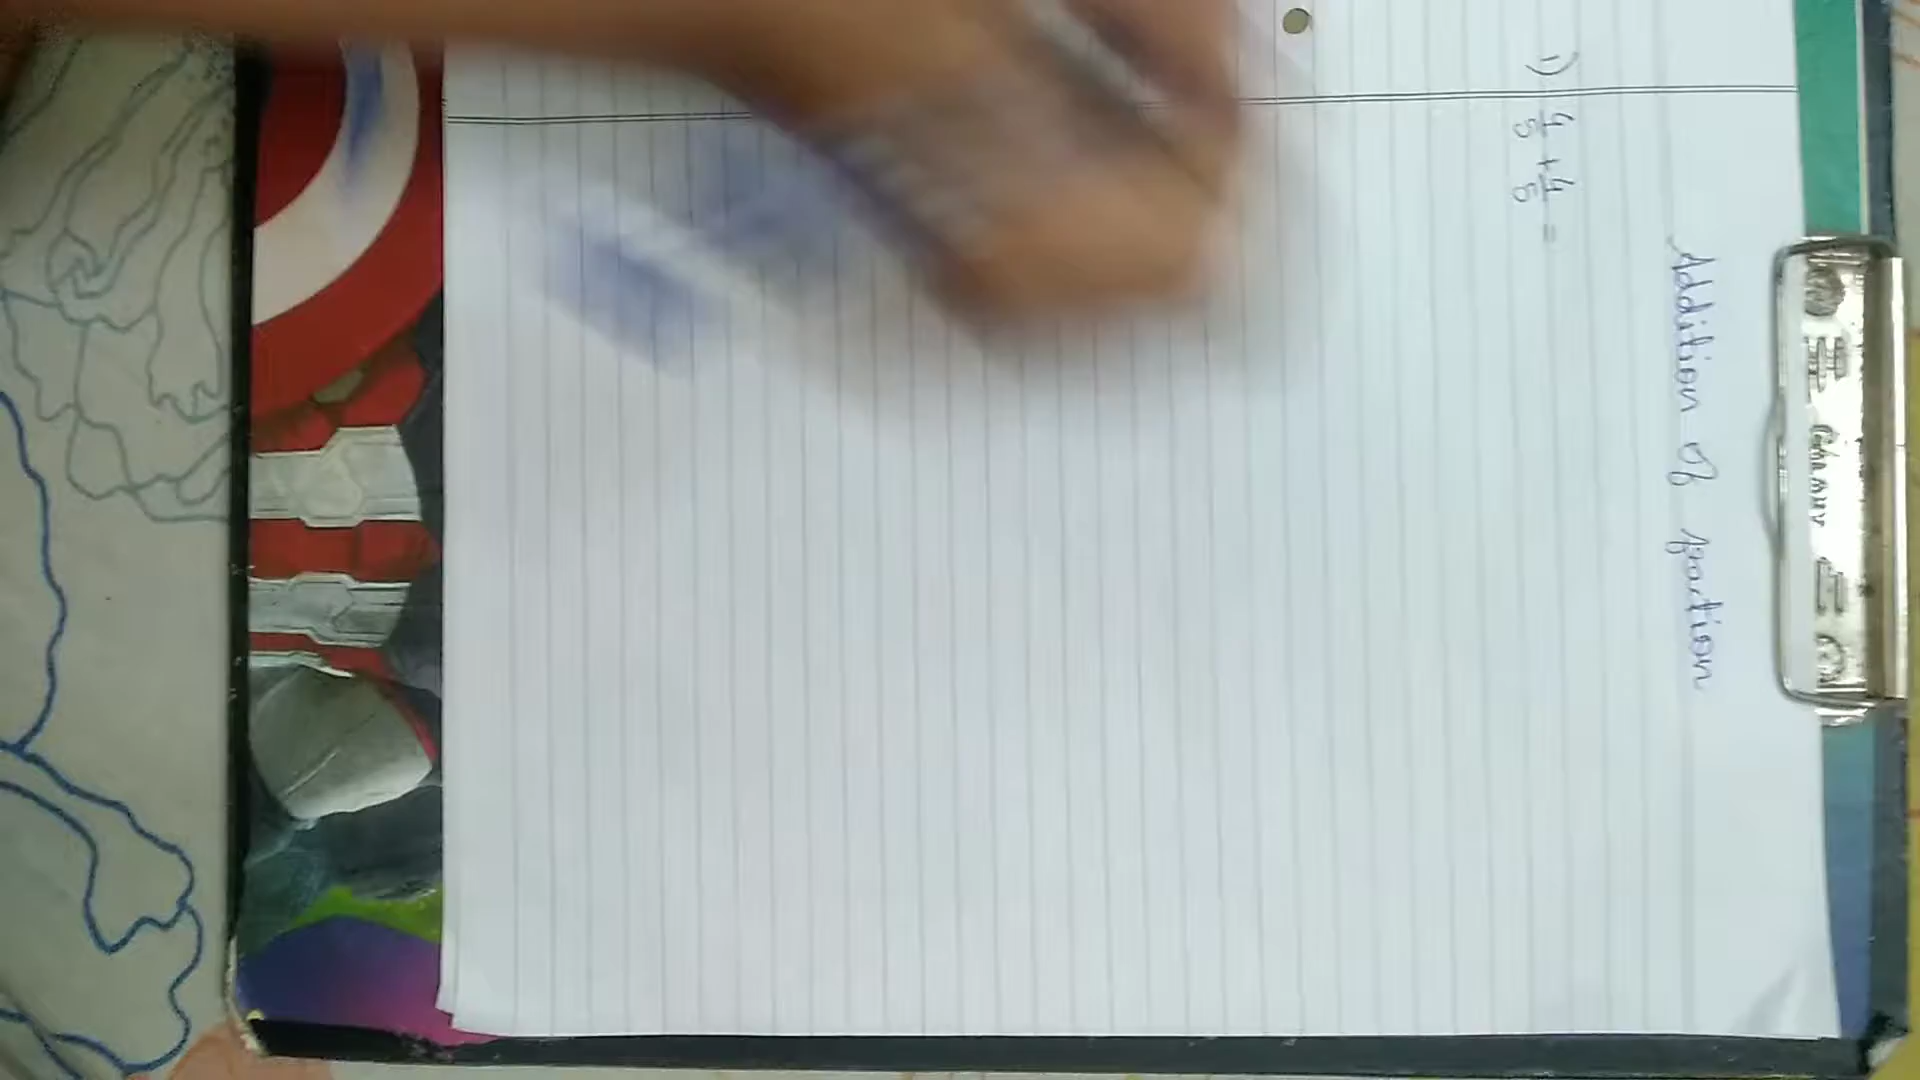 Addition of fraction
1) 4/5 + 4/5 =